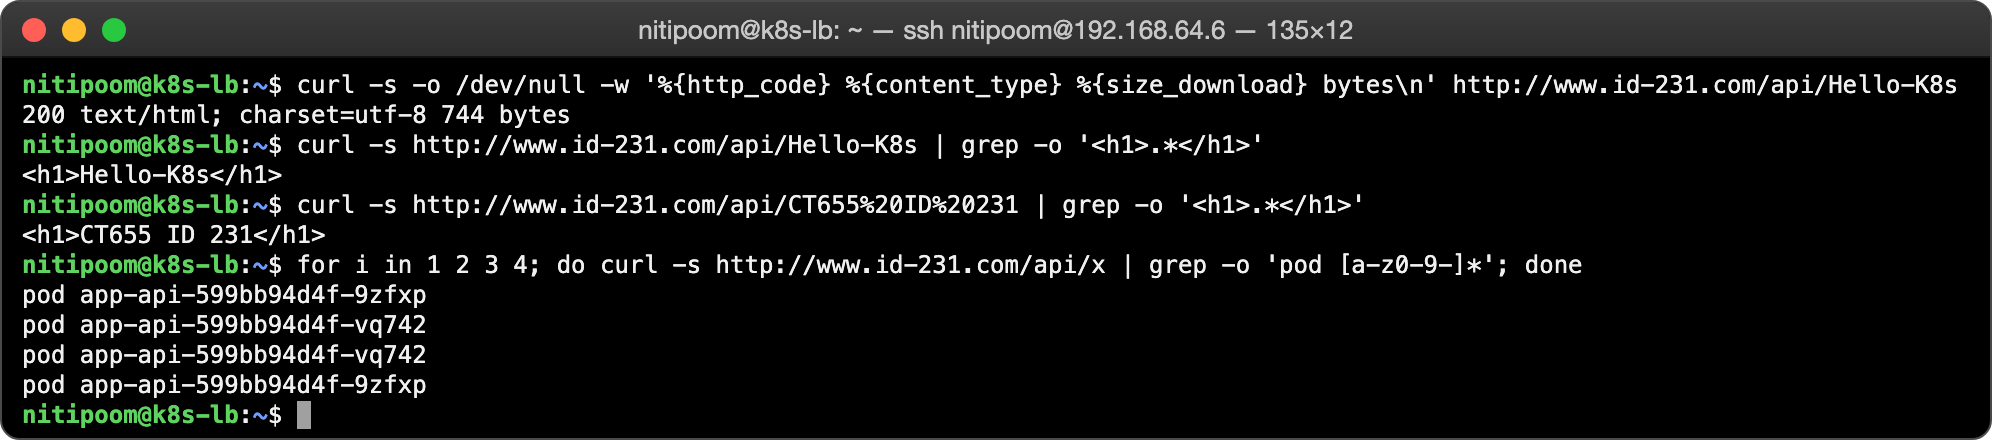 nitipoom@k8s-lb: ~ — ssh nitipoom@192.168.64.6 — 135×12
nitipoom@k8s-lb:~$ curl -s -o /dev/null -w '%{http_code} %{content_type} %{size_download} bytes\n' http://www.id-231.com/api/Hello-K8s
200 text/html; charset=utf-8 744 bytes
nitipoom@k8s-lb:~$ curl -s http://www.id-231.com/api/Hello-K8s | grep -o '<h1>.*</h1>'
<h1>Hello-K8s</h1>
nitipoom@k8s-lb:~$ curl -s http://www.id-231.com/api/CT655%20ID%20231 | grep -o '<h1>.*</h1>'
<h1>CT655 ID 231</h1>
nitipoom@k8s-lb:~$ for i in 1 2 3 4; do curl -s http://www.id-231.com/api/x | grep -o 'pod [a-z0-9-]*'; done
pod app-api-599bb94d4f-9zfxp
pod app-api-599bb94d4f-vq742
pod app-api-599bb94d4f-vq742
pod app-api-599bb94d4f-9zfxp
nitipoom@k8s-lb:~$